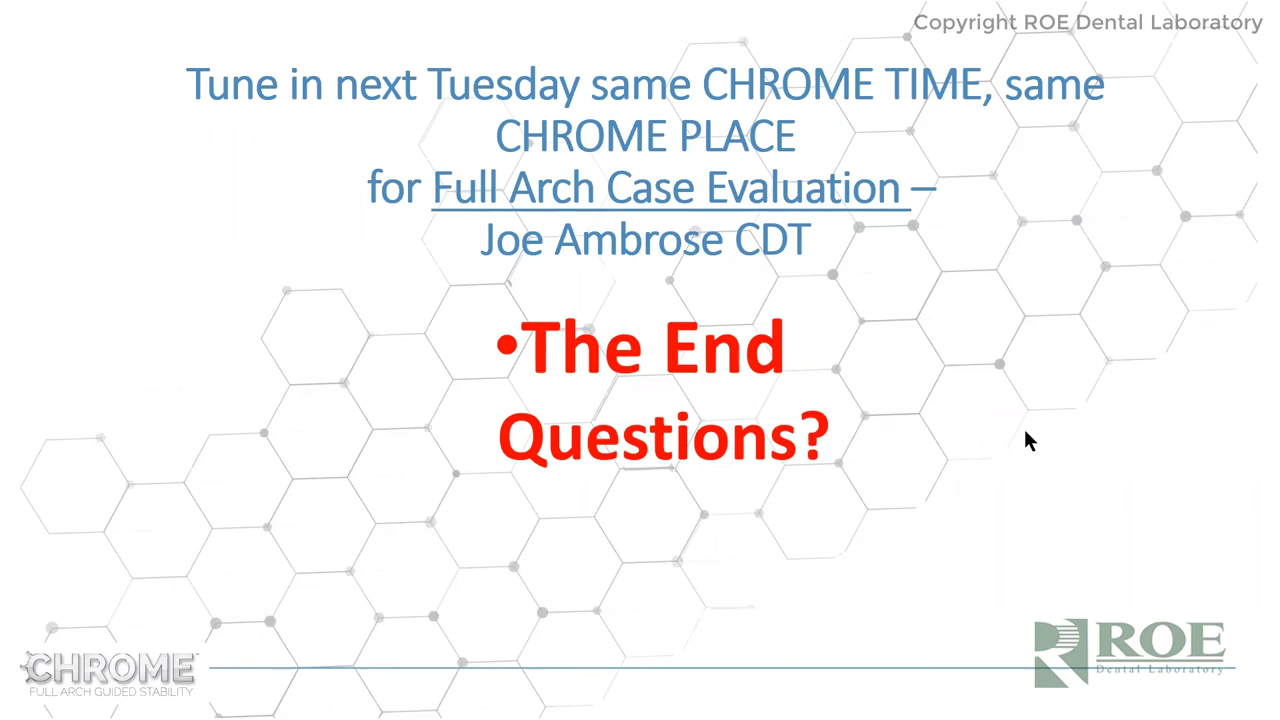 Copyright ROE Dental Laboratory
Tune in next Tuesday same CHROME TIME, same
CHROME PLACE
for Full Arch Case Evaluation –
Joe Ambrose CDT
•The End
Questions?
CHROME™
FULL ARCH GUIDED STABILITY
ROE
Dental Laboratory